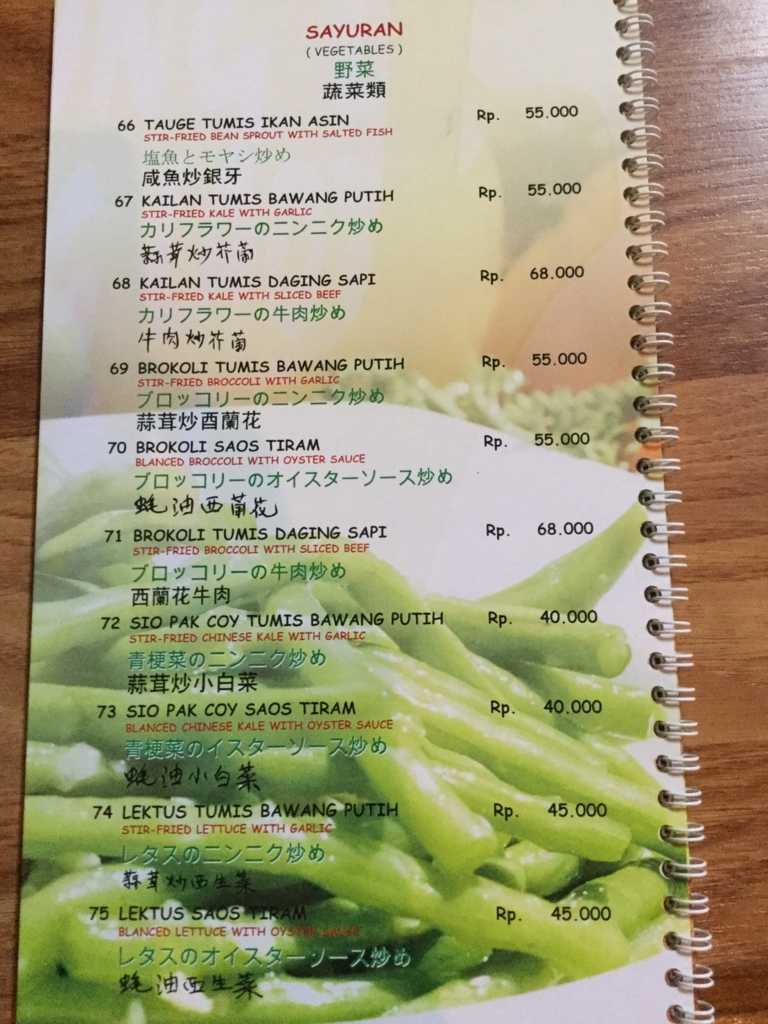 SAYURAN
( VEGETABLES )
野菜
蔬菜類
66 TAUGE TUMIS IKAN ASIN Rp. 55.000
STIR-FRIED BEAN SPROUT WITH SALTED FISH
塩魚とモヤシ炒め
咸魚炒銀牙
67 KAILAN TUMIS BAWANG PUTIH Rp. 55.000
STIR-FRIED KALE WITH GARLIC
カリフラワーのニンニク炒め
蒜茸炒芥蘭
68 KAILAN TUMIS DAGING SAPI Rp. 68.000
STIR-FRIED KALE WITH SLICED BEEF
カリフラワーの牛肉炒め
牛肉炒芥蘭
69 BROKOLI TUMIS BAWANG PUTIH Rp. 55.000
STIR-FRIED BROCCOLI WITH GARLIC
ブロッコリーのニンニク炒め
蒜茸炒酉蘭花
70 BROKOLI SAOS TIRAM Rp. 55.000
BLANCED BROCCOLI WITH OYSTER SAUCE
ブロッコリーのオイスターソース炒め
蚝油西蘭花
71 BROKOLI TUMIS DAGING SAPI Rp. 68.000
STIR-FRIED BROCCOLI WITH SLICED BEEF
ブロッコリーの牛肉炒め
西蘭花牛肉
72 SIO PAK COY TUMIS BAWANG PUTIH Rp. 40.000
STIR-FRIED CHINESE KALE WITH GARLIC
青梗菜のニンニク炒め
蒜茸炒小白菜
73 SIO PAK COY SAOS TIRAM Rp. 40.000
BLANCED CHINESE KALE WITH OYSTER SAUCE
青梗菜のイスターソース炒め
蚝油小白菜
74 LEKTUS TUMIS BAWANG PUTIH Rp. 45.000
STIR-FRIED LETTUCE WITH GARLIC
レタスのニンニク炒め
蒜茸炒西生菜
75 LEKTUS SAOS TIRAM Rp. 45.000
BLANCED LETTUCE WITH OYSTER SAUCE
レタスのオイスターソース炒め
蚝油西生菜